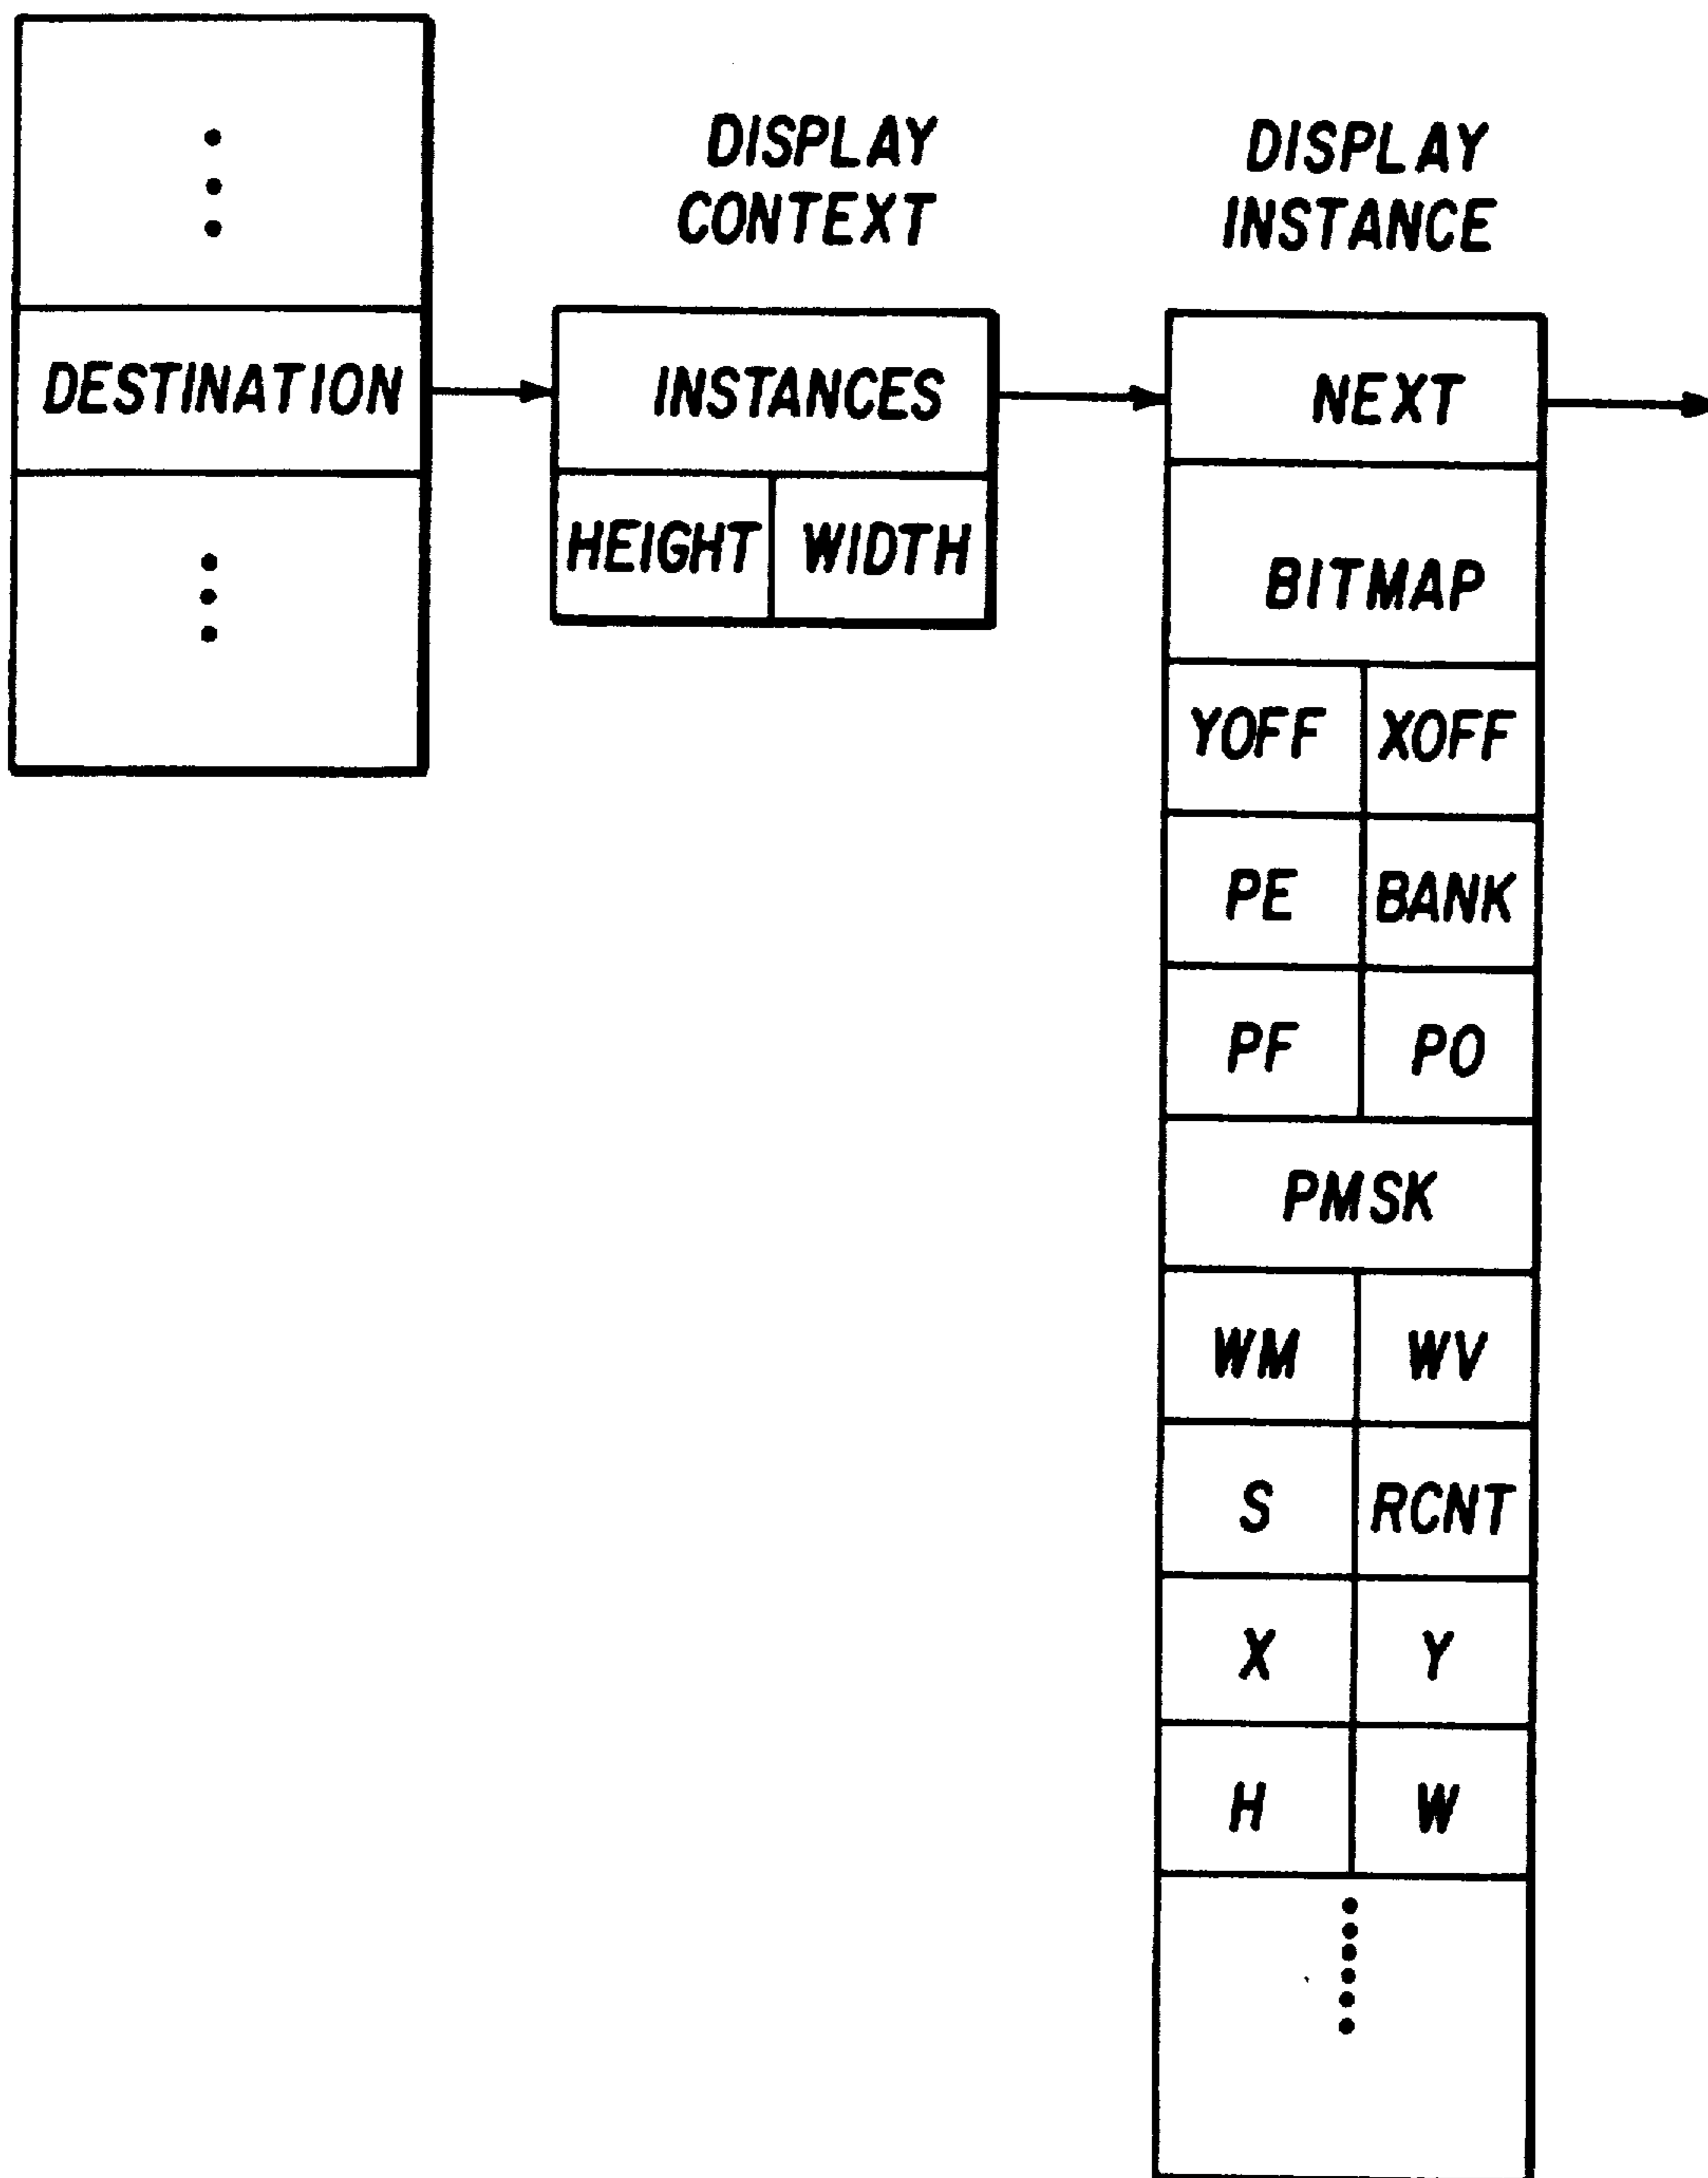 DESTINATION
DISPLAY
CONTEXT
INSTANCES
HEIGHT WIDTH
DISPLAY
INSTANCE
NEXT
BITMAP
YOFF XOFF
PE BANK
PF PO
PMSK
WM WV
S RCNT
X Y
H W